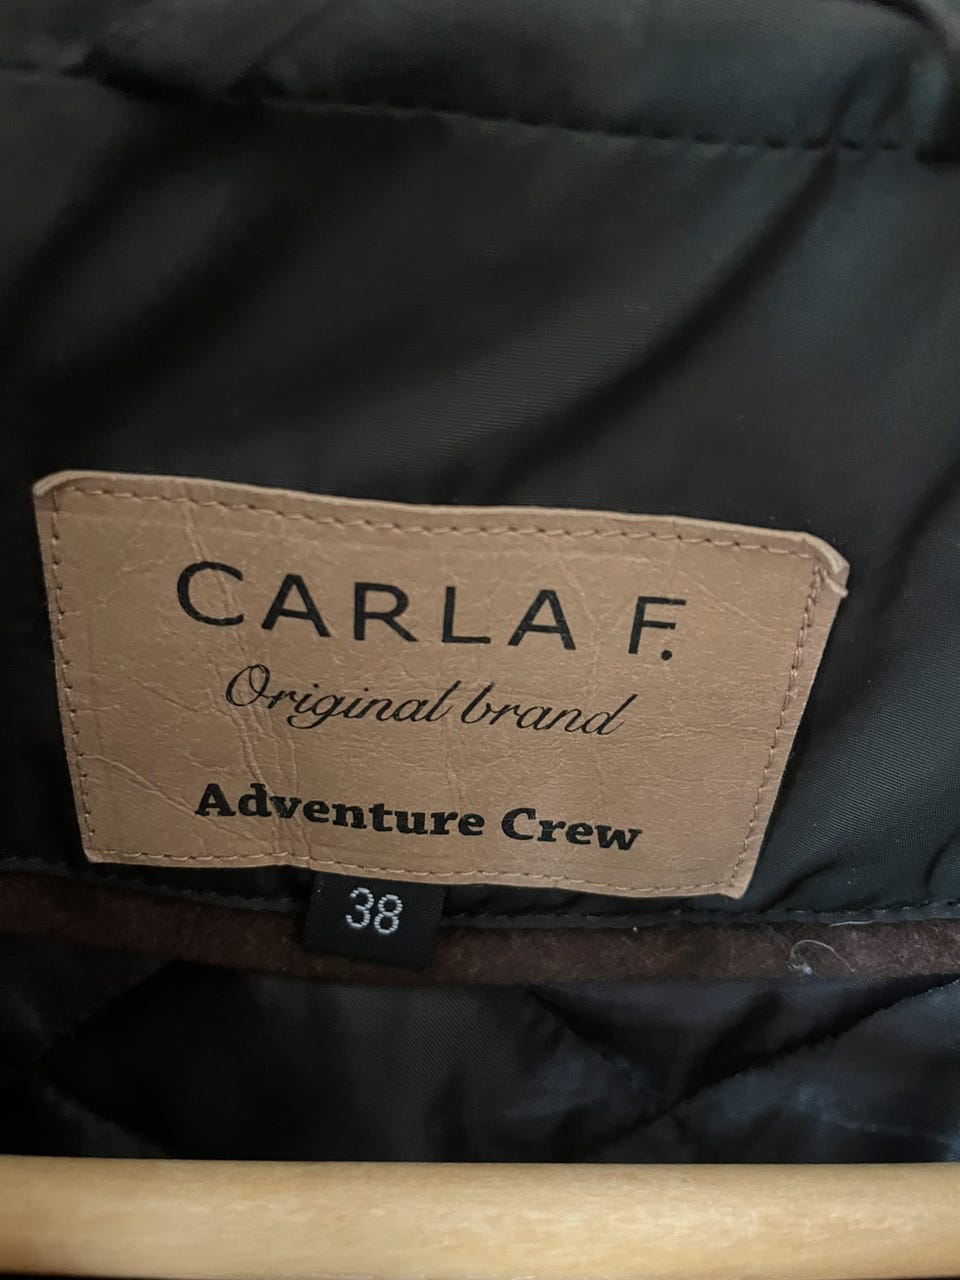 CARLA F.
Original brand
Adventure Crew
38